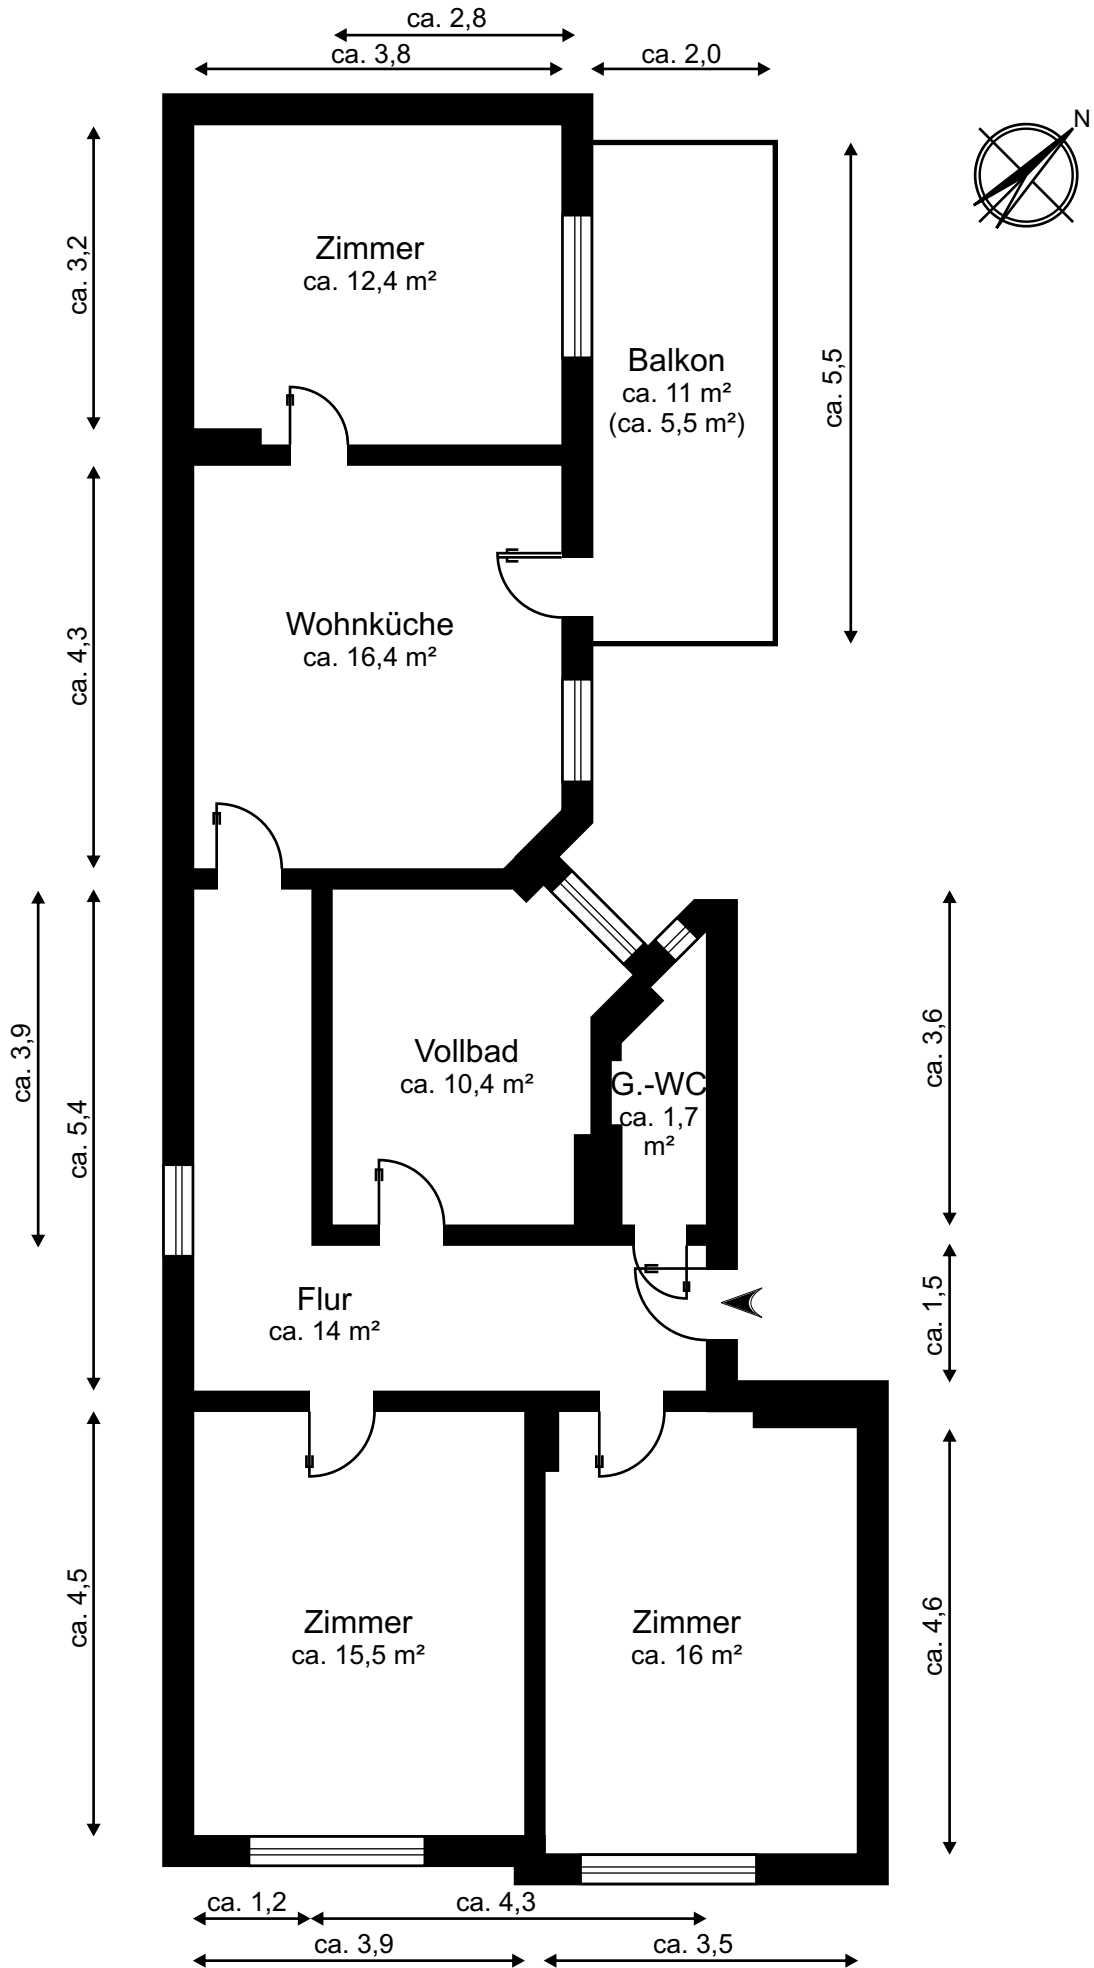 ca. 2,8
ca. 3,8
ca. 2,0
N
Zimmer
ca. 12,4 m²
ca. 3,2
Balkon
ca. 11 m²
(ca. 5,5 m²)
ca. 5,5
Wohnküche
ca. 16,4 m²
ca. 4,3
Vollbad
ca. 10,4 m²
G.-WC
ca. 1,7
m²
ca. 3,9
ca. 5,4
ca. 3,6
Flur
ca. 14 m²
ca. 1,5
Zimmer
ca. 15,5 m²
Zimmer
ca. 16 m²
ca. 4,5
ca. 4,6
ca. 1,2
ca. 4,3
ca. 3,9
ca. 3,5